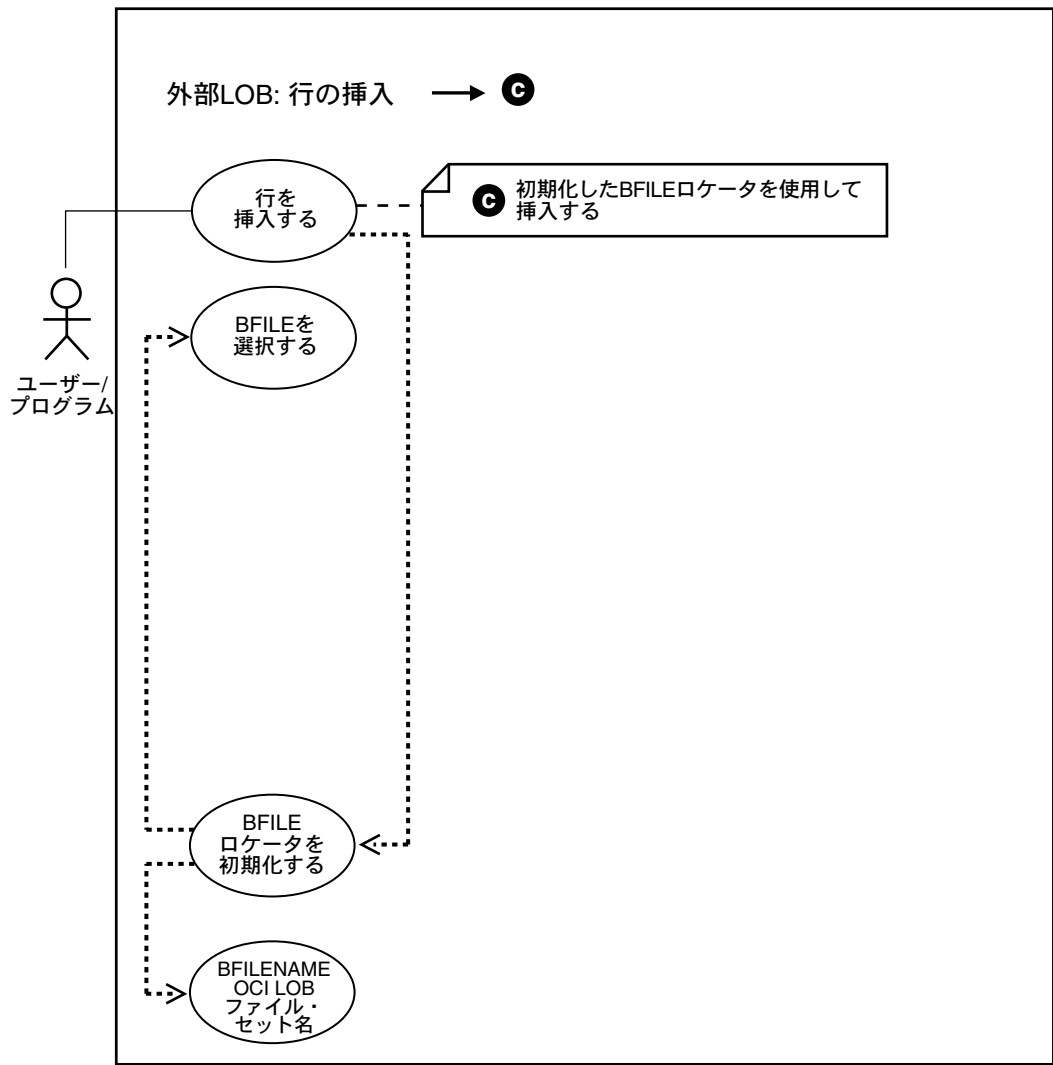 外部LOB: 行の挿入 → C
行を
挿入する
C 初期化したBFILEロケータを使用して
挿入する
BFILEを
選択する
ユーザー/
プログラム
BFILE
ロケータを
初期化する
BFILENAME
OCI LOB
ファイル・
セット名